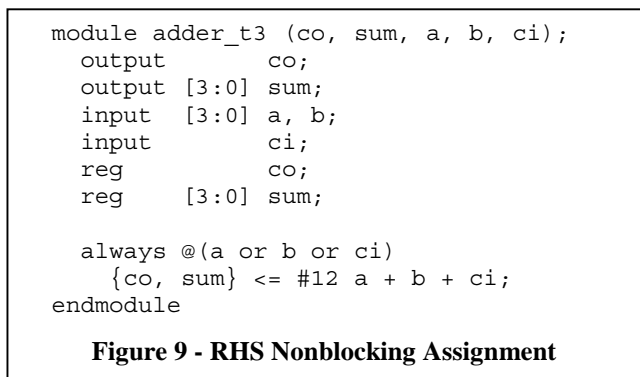 module adder_t3 (co, sum, a, b, ci);
  output        co;
  output  [3:0] sum;
  input   [3:0] a, b;
  input         ci;
  reg           co;
  reg     [3:0] sum;

  always @(a or b or ci)
    {co, sum} <= #12 a + b + ci;
endmodule
Figure 9 - RHS Nonblocking Assignment